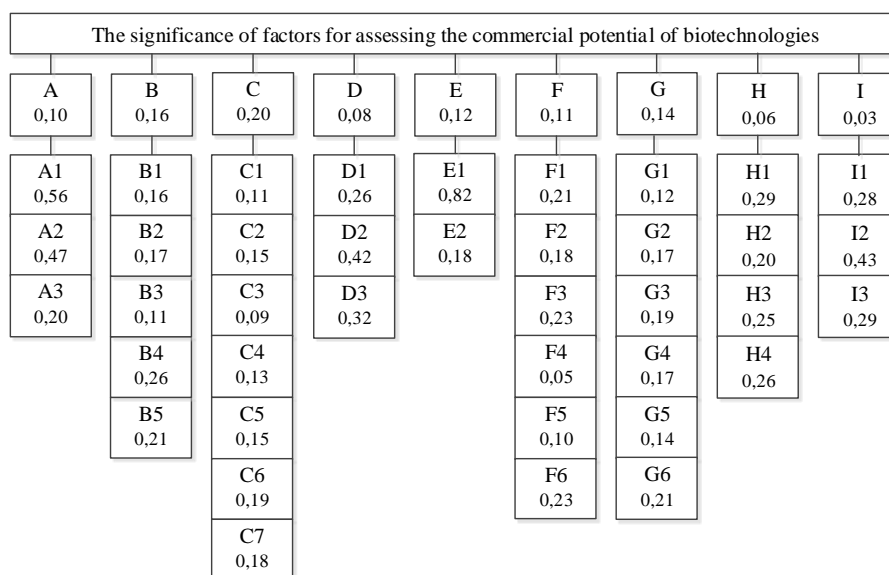 The significance of factors for assessing the commercial potential of biotechnologies
A
0,10
B
0,16
C
0,20
D
0,08
E
0,12
F
0,11
G
0,14
H
0,06
I
0,03
A1
0,56
A2
0,47
A3
0,20
B1
0,16
B2
0,17
B3
0,11
B4
0,26
B5
0,21
C1
0,11
C2
0,15
C3
0,09
C4
0,13
C5
0,15
C6
0,19
C7
0,18
D1
0,26
D2
0,42
D3
0,32
E1
0,82
E2
0,18
F1
0,21
F2
0,18
F3
0,23
F4
0,05
F5
0,10
F6
0,23
G1
0,12
G2
0,17
G3
0,19
G4
0,17
G5
0,14
G6
0,21
H1
0,29
H2
0,20
H3
0,25
H4
0,26
I1
0,28
I2
0,43
I3
0,29